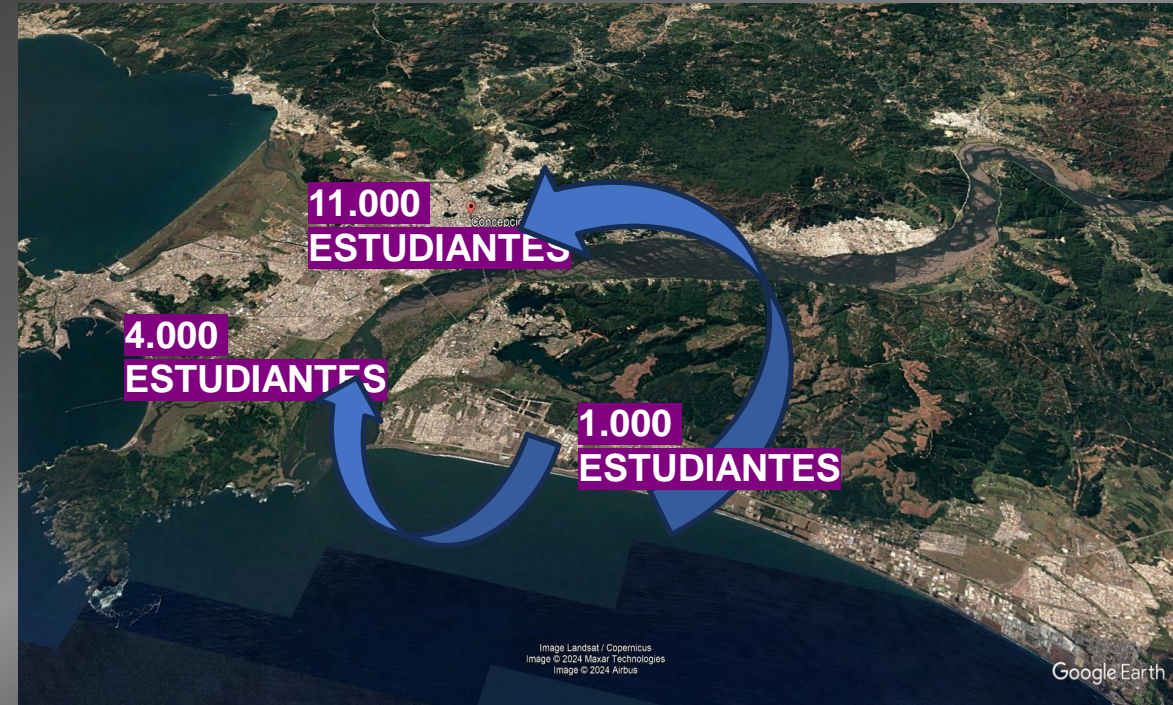 11.000
ESTUDIANTES
Concepció
4.000
ESTUDIANTES
1.000
ESTUDIANTES
Image Landsat / Copernicus
Image © 2024 Maxar Technologies
Image © 2024 Airbus
Google Earth